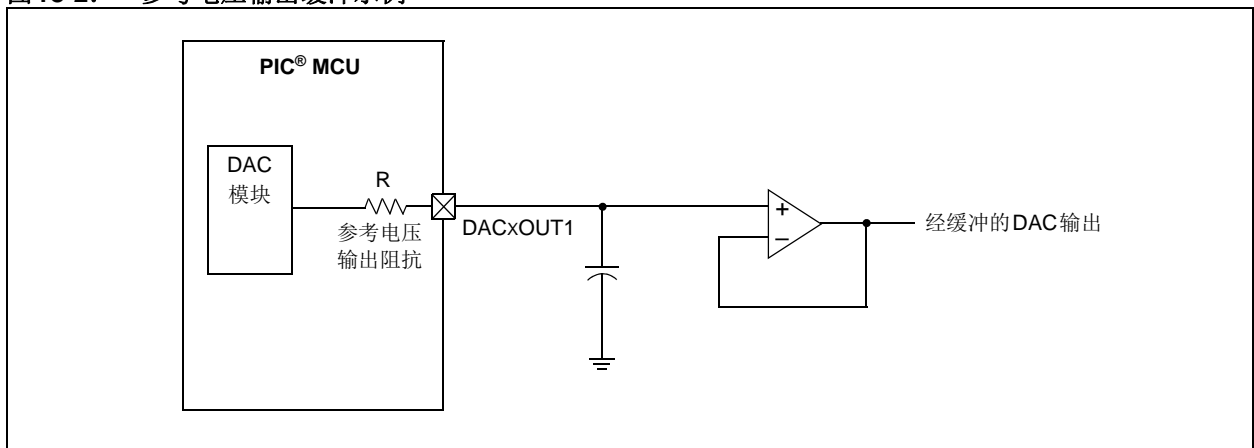 PIC® MCU
DAC
模块
R
参考电压
输出阻抗
DACXOUT1
+
–
经缓冲的DAC输出